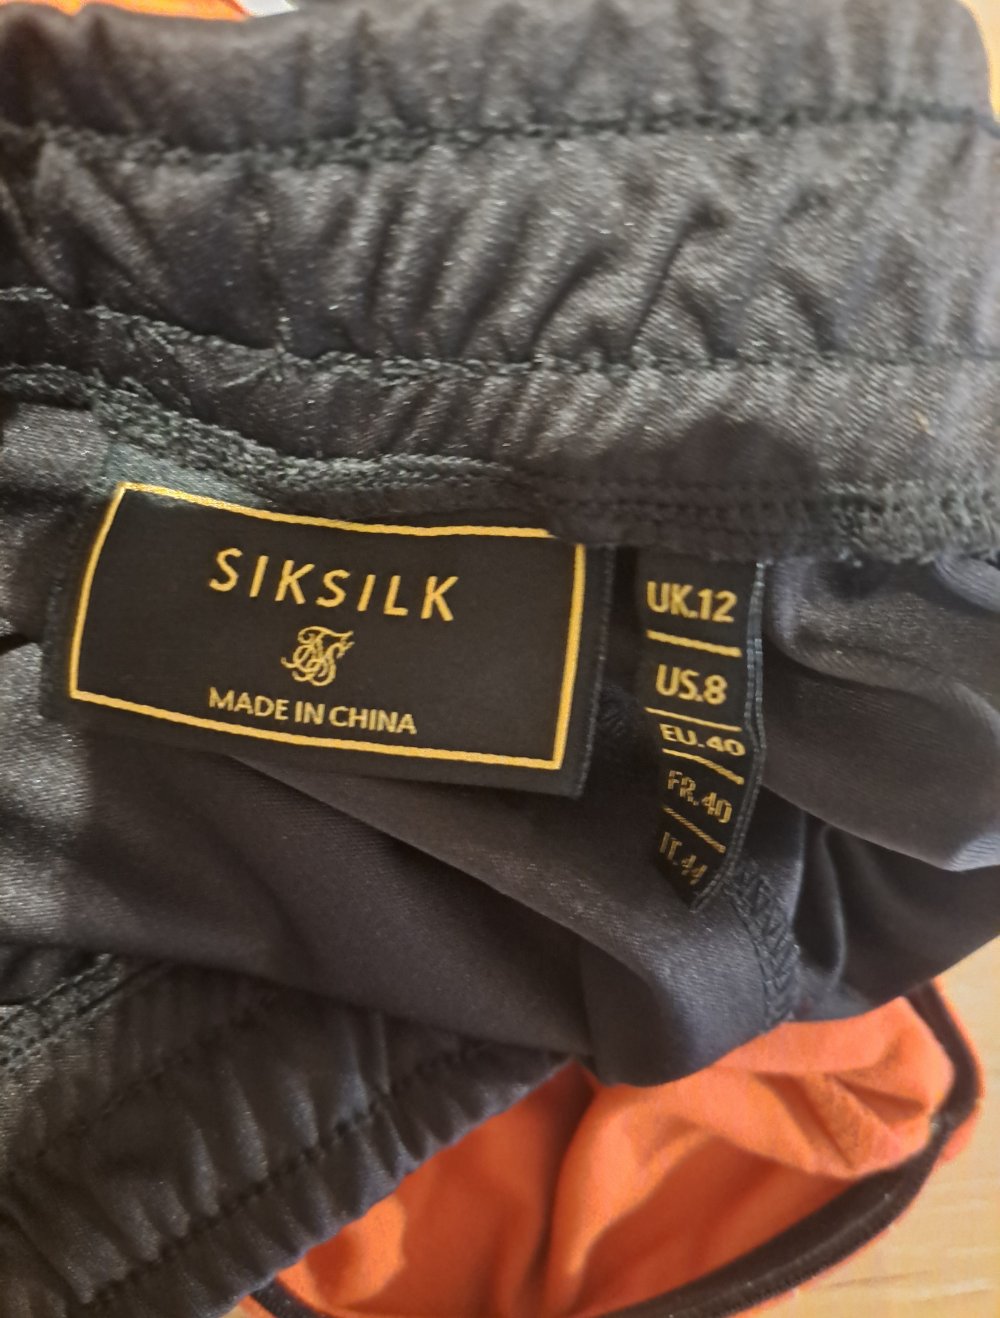 SIKSILK
MADE IN CHINA
UK.12
US.8
EU.40
FR.40
IT.44